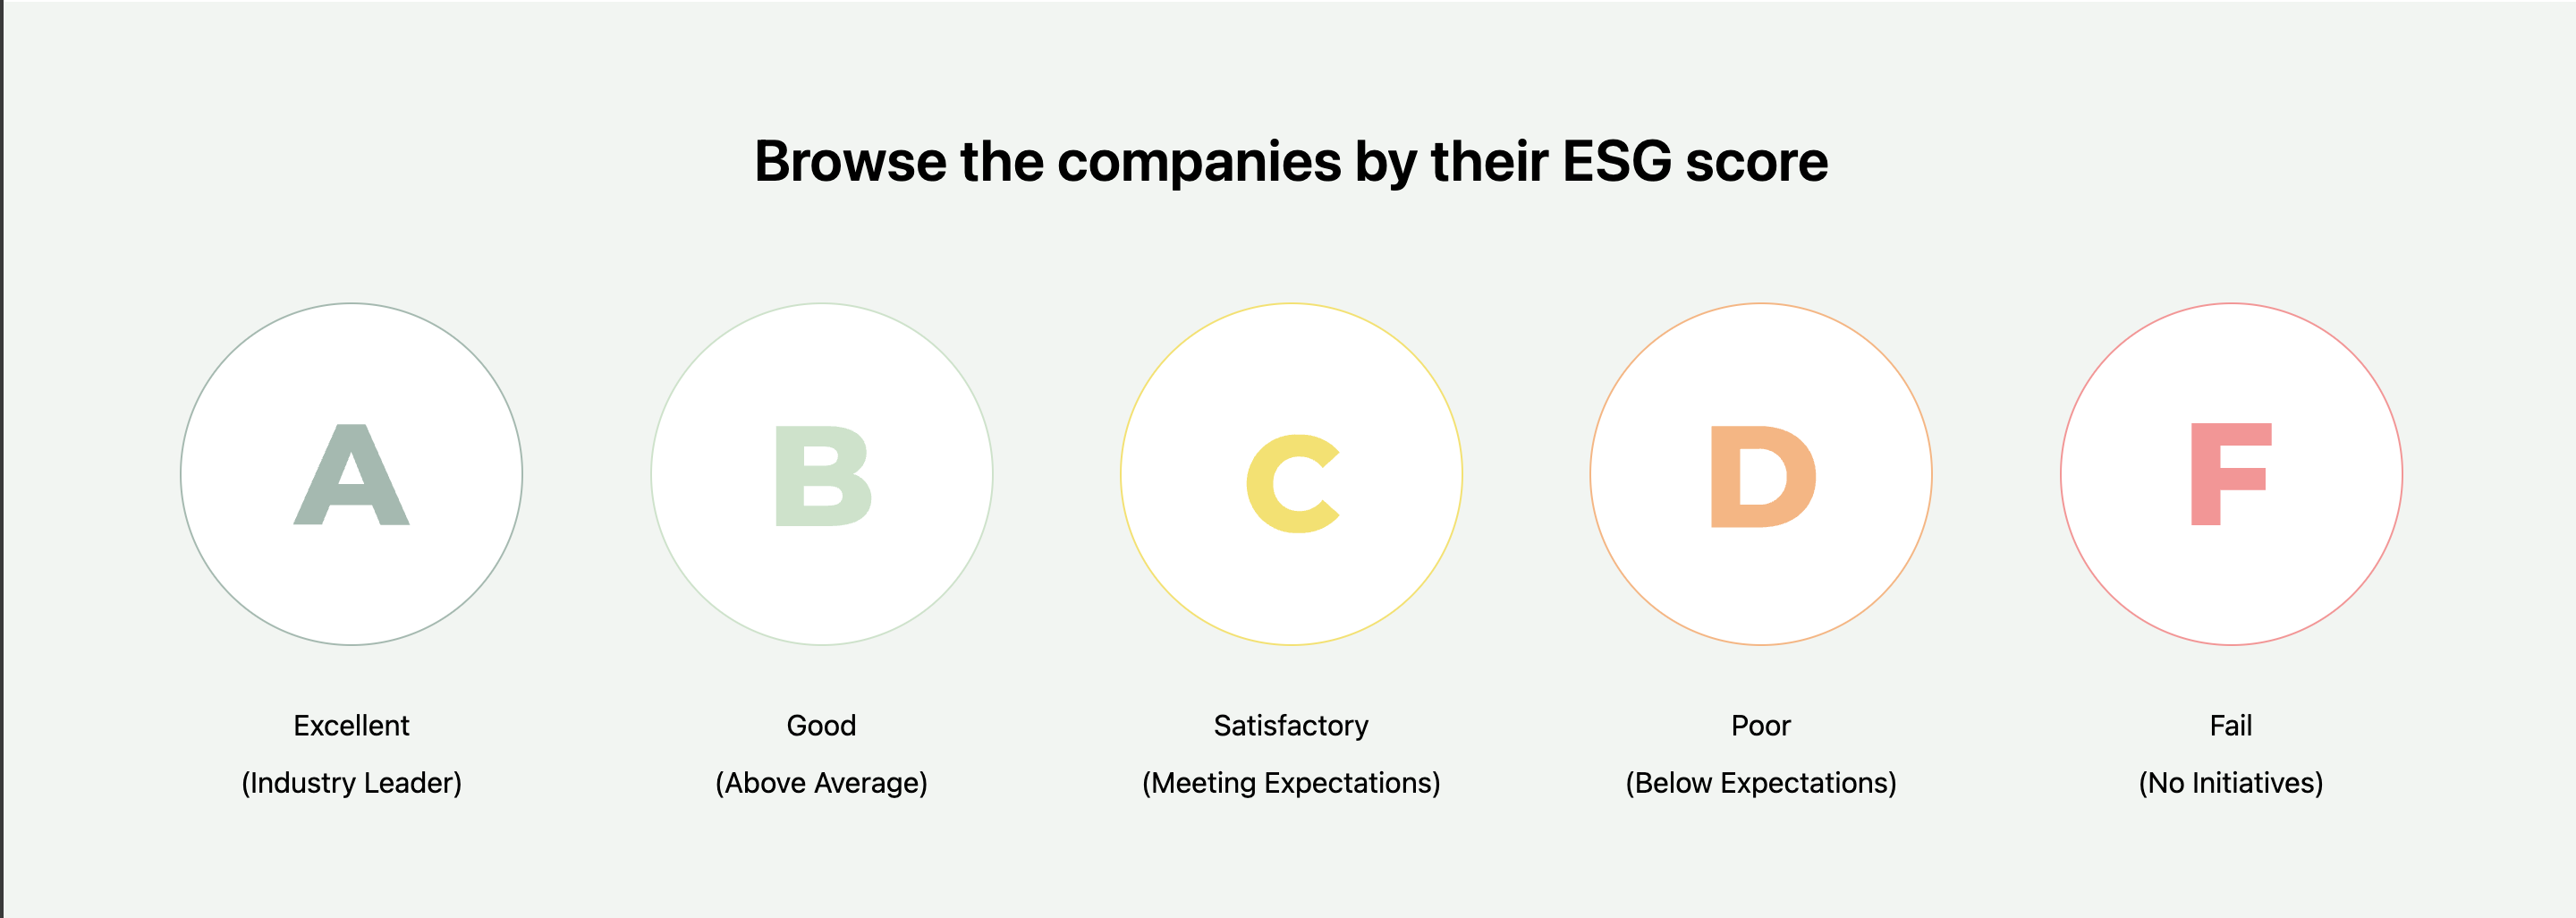 Browse the companies by their ESG score
A
B
C
D
F
Excellent
(Industry Leader)
Good
(Above Average)
Satisfactory
(Meeting Expectations)
Poor
(Below Expectations)
Fail
(No Initiatives)